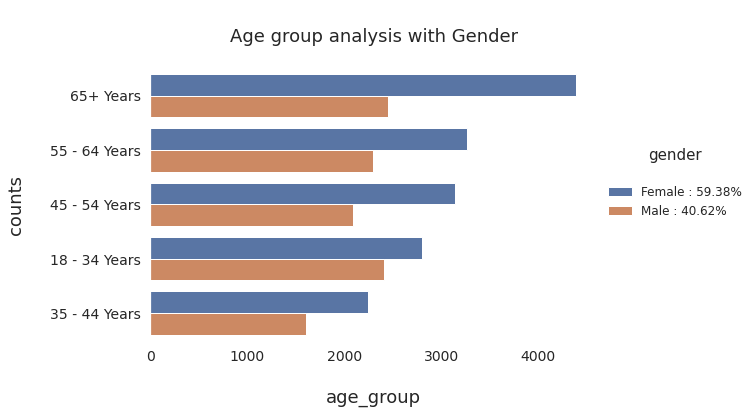 Age group analysis with Gender
counts
65+ Years
55 - 64 Years
45 - 54 Years
18 - 34 Years
35 - 44 Years
0 1000 2000 3000 4000
age_group
gender
Female : 59.38%
Male : 40.62%